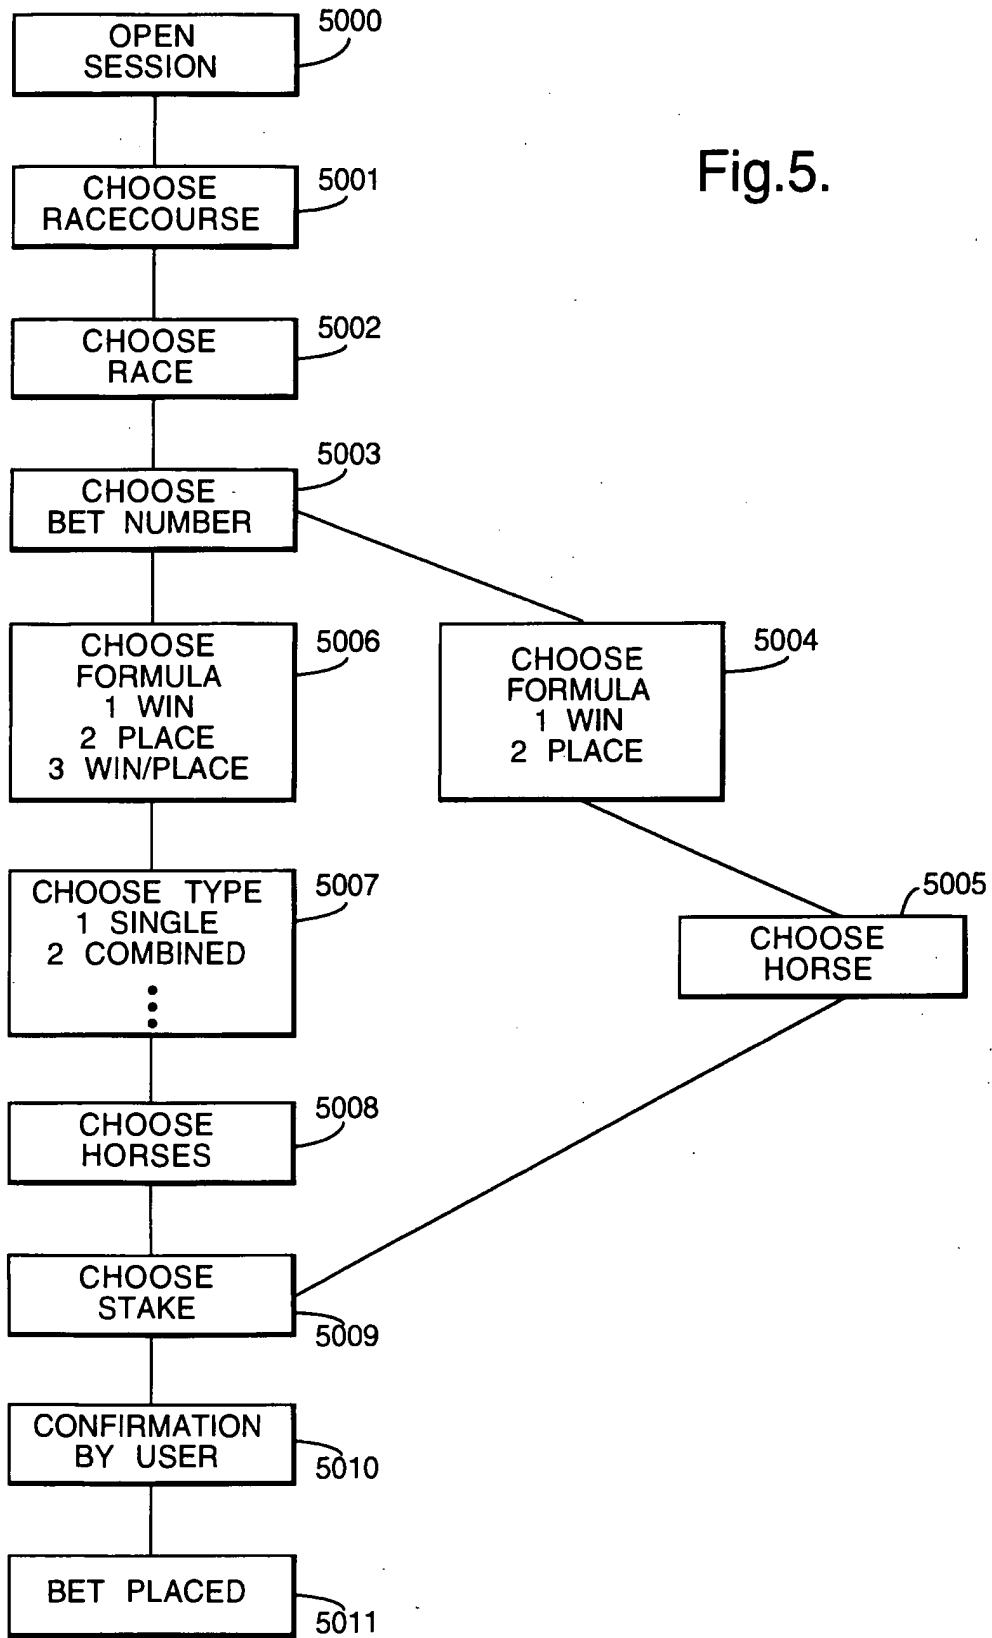 OPEN
SESSION
5000
Fig.5.
CHOOSE
RACECOURSE
5001
CHOOSE
RACE
5002
CHOOSE
BET NUMBER
5003
CHOOSE
FORMULA
1 WIN
2 PLACE
3 WIN/PLACE
5006
CHOOSE
FORMULA
1 WIN
2 PLACE
5004
CHOOSE TYPE
1 SINGLE
2 COMBINED
5007
CHOOSE
HORSE
5005
CHOOSE
HORSES
5008
CHOOSE
STAKE
5009
CONFIRMATION
BY USER
5010
BET PLACED
5011